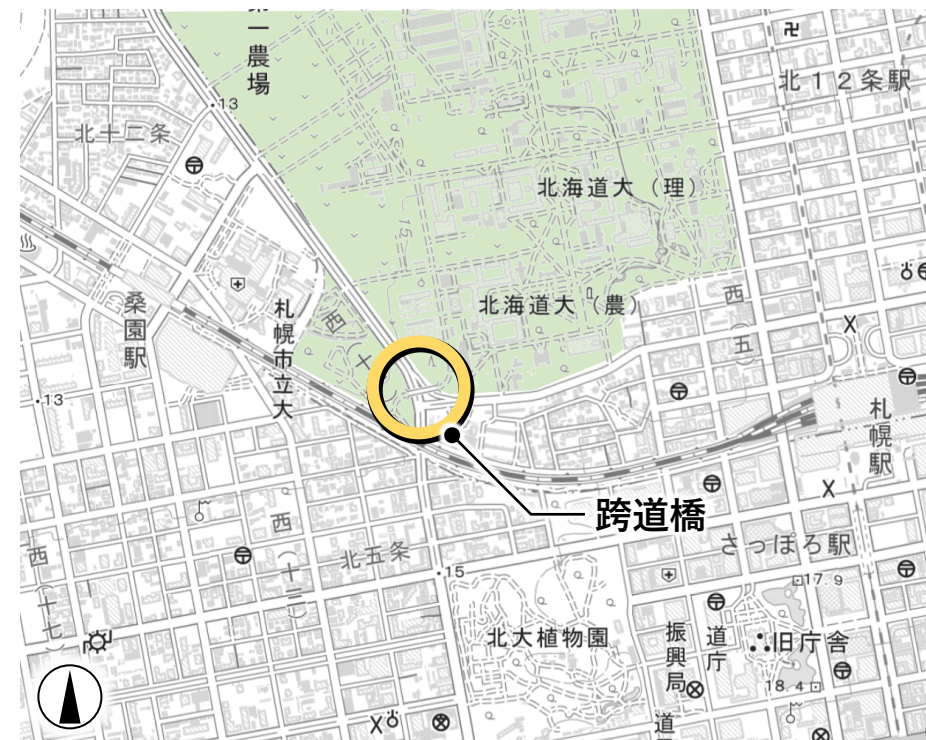 第一農場
13
北十二条
北12条駅
北海道大(理)
15
桑園駅
札幌市立大
西
北海道大(農)
西(五)
13
札幌駅
跨道橋
さっぽろ駅
西(十三)
北五条
15
西(十七)
17.9
北大植物園
振興局
道庁
旧庁舎
18.4
道